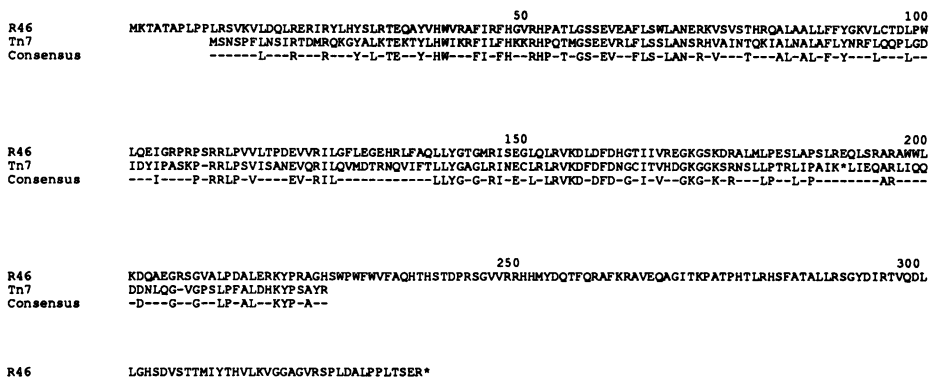 50 100
R46 MKTATAPLPPLRSVKVLDQLRERIRYLHYSLRTEQAYVHWVRAFIRFHGVRHPATLGSSEVEAFLSWLANERKVSVSTHRQALAALLFFYGKVLCTDLPW
Tn7 MSNSPFLNSIRTDMRQKGYALKTEKTYLHWIKRFILFHKKRHPQTMGSEEVRLFLSSLANSRHVAINTQKIALNALAFLYNRFLQQPLGD
Consensus -----L---R---R---Y-L-TE--Y-HW---FI-FH--RHP-T-GS-EV--FLS-LAN-R-V---T---AL-AL-F-Y---L---L--
150 200
R46 LQEIGRPRPSRRLPVVLTPDEVVRILGFLEGEHRLFAQLLYGTGMRISEGLQLRVKDLDFDHGTIIVREGKGSKDRALMLPESLAPSLREQLSRARAWWL
Tn7 IDYIPASKP-RRLPSVISANEVQRILQVMDTRNQVIFTLLYGAGLRINECLRLRVKDFDFDNGCITVHDGKGGKSRNSLLPTRLIPAIK*LIEQARLIQQ
Consensus ---I----P-RRLP-V----EV-RIL-----------LLYG-G-RI-E-L-LRVKD-DFD-G-I-V--GKG-K-R---LP--L-P--------AR-----
250 300
R46 KDQAEGRSGVALPDALERKYPRAGHSWPWFWVFAQHTHSTDPRSGVVRRHHMYDQTFQRAFKRAVEQAGITKPATPHTLRHSFATALLRSGYDIRTVQDL
Tn7 DDNLQG-VGPSLPFALDHKYPSAYR
Consensus -D---G--G--LP-AL--KYP-A--
R46 LGHSDVSTTMIYTHVLKVGGAGVRSPLDALPPLTSER*